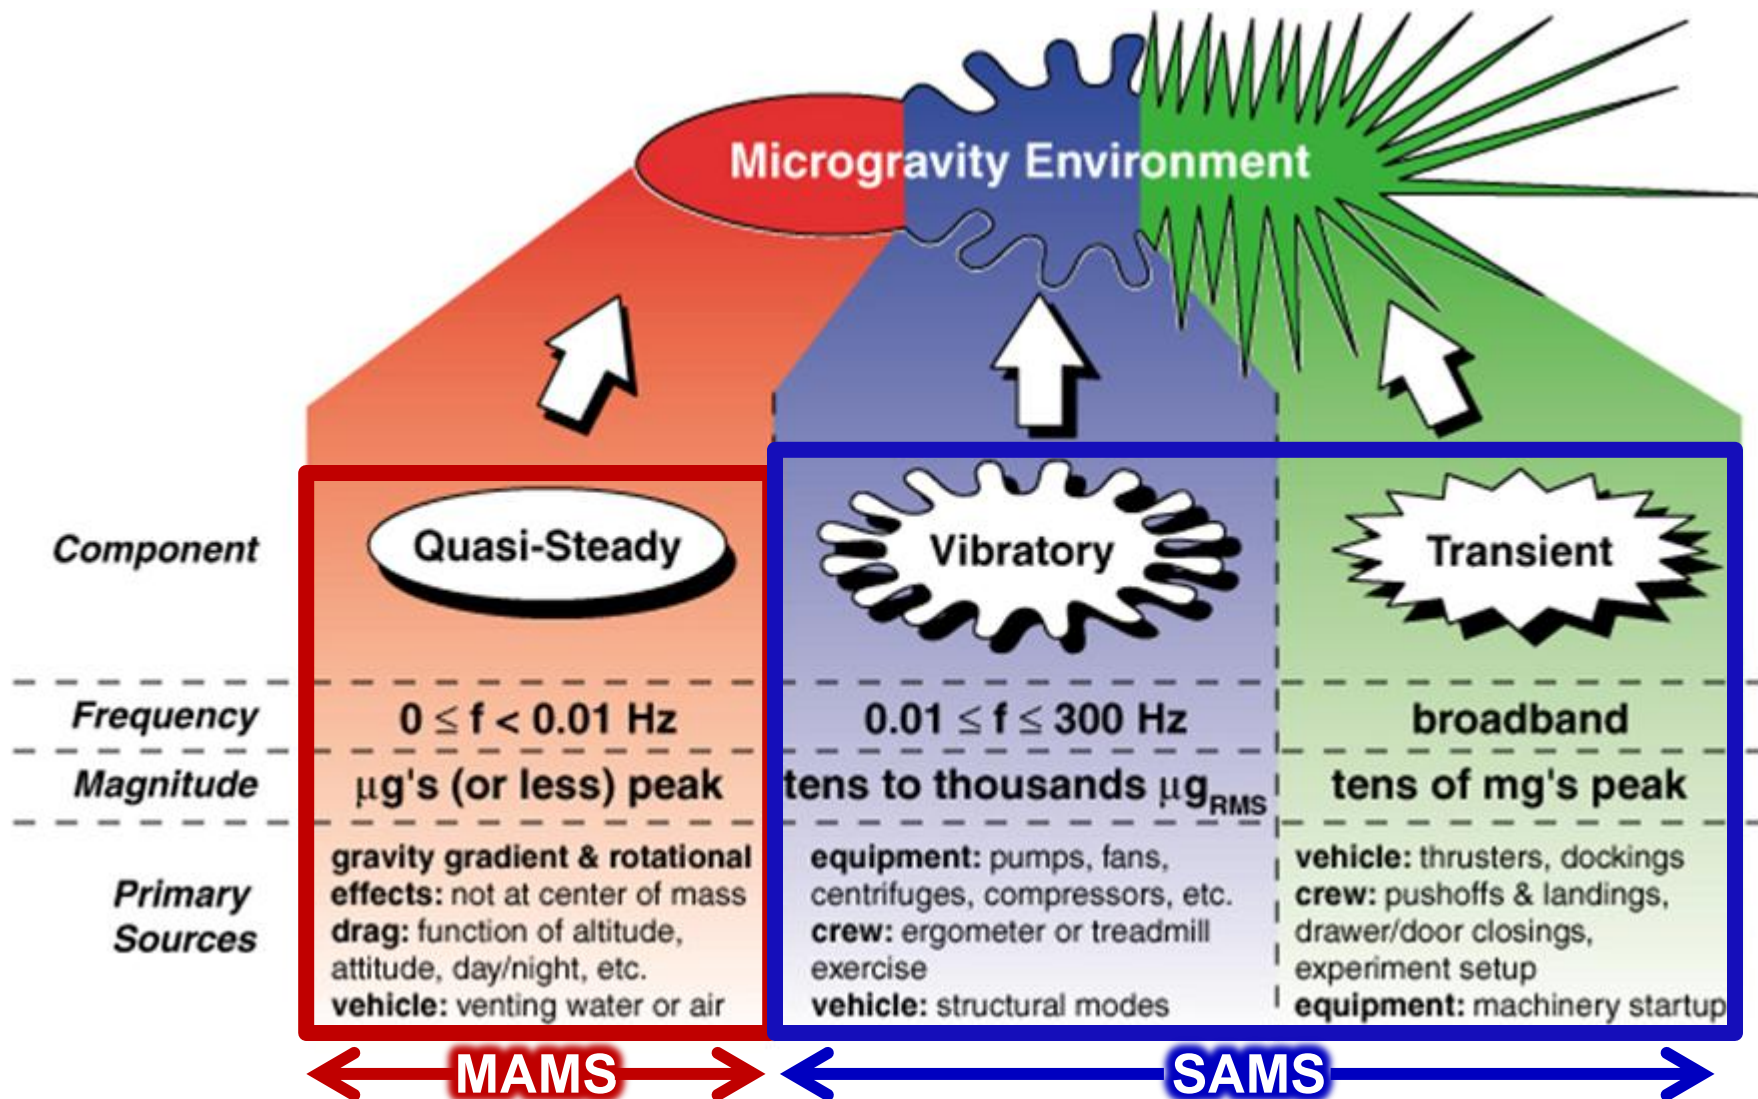 Microgravity Environment
Component
Quasi-Steady
Vibratory
Transient
Frequency
0 ≤ f < 0.01 Hz
0.01 ≤ f ≤ 300 Hz
broadband
Magnitude
µg's (or less) peak
tens to thousands µgRMS
tens of mg's peak
Primary
Sources
gravity gradient & rotational
effects: not at center of mass
drag: function of altitude,
attitude, day/night, etc.
vehicle: venting water or air
equipment: pumps, fans,
centrifuges, compressors, etc.
crew: ergometer or treadmill
exercise
vehicle: structural modes
vehicle: thrusters, dockings
crew: pushoffs & landings,
drawer/door closings,
experiment setup
equipment: machinery startup
MAMS
SAMS